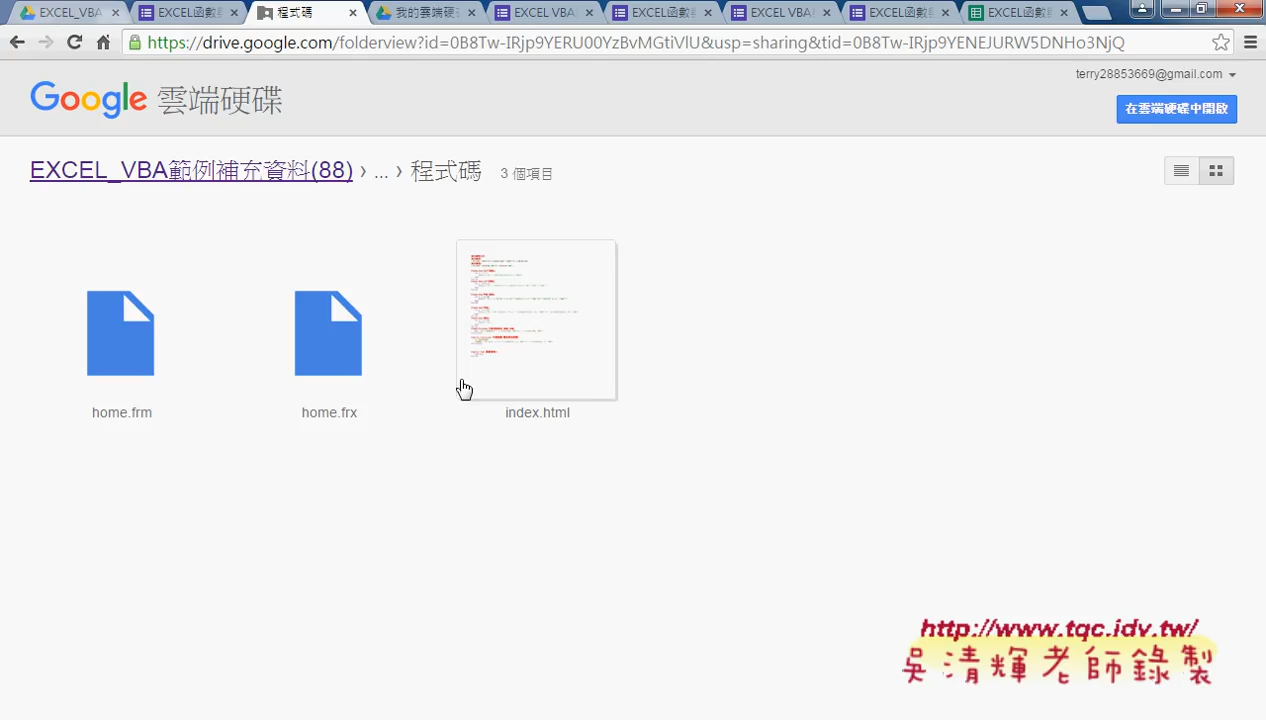 EXCEL_VBA
EXCEL函數
程式碼
我的雲端硬
EXCEL VBA
EXCEL函數
EXCEL VBA
EXCEL函數
EXCEL函數
https://drive.google.com/folderview?id=0B8Tw-IRjp9YERU00YzBvMGtiVlU&usp=sharing&tid=0B8Tw-IRjp9YENEJURW5DNHo3NjQ
terry28853669@gmail.com
Google 雲端硬碟
在雲端硬碟中開啟
EXCEL_VBA範例補充資料(88) › ... › 程式碼 3 個項目
home.frm
home.frx
index.html
http://www.tqc.idv.tw/
吳清輝老師錄製